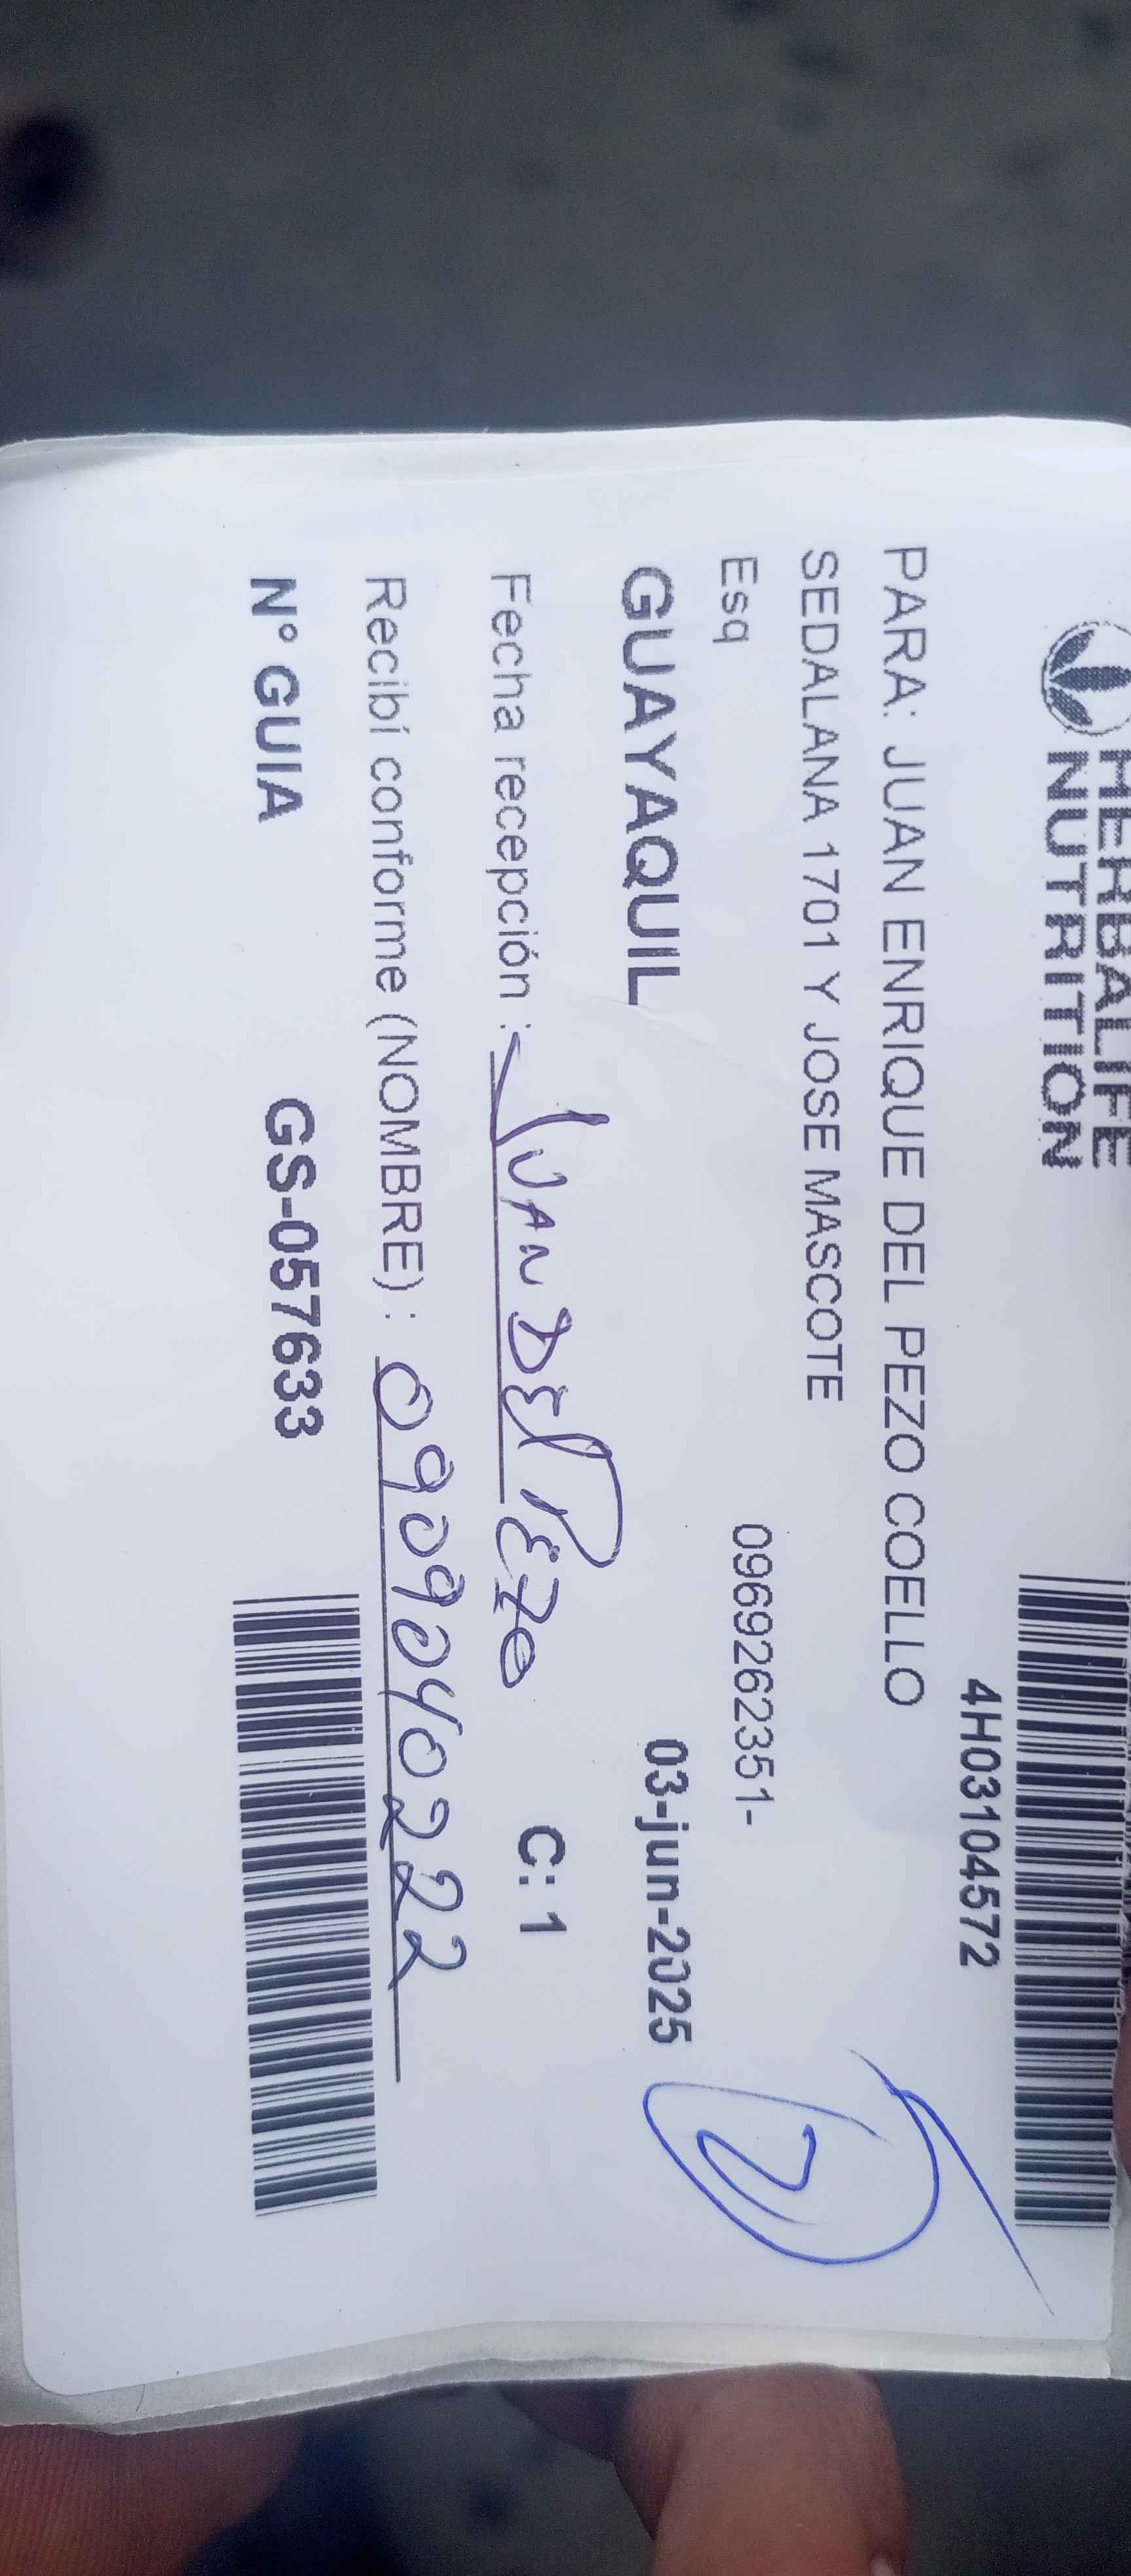 HERBALIFE
NUTRITION
4H03104572
PARA: JUAN ENRIQUE DEL PEZO COELLO
SEDALANA 1701 Y JOSE MASCOTE
Esq 0969262351-
GUAYAQUIL 03-jun-2025
Fecha recepción : JUAN DEL PEZO C: 1
Recibí conforme (NOMBRE) : 0909040222
N° GUIA GS-057633